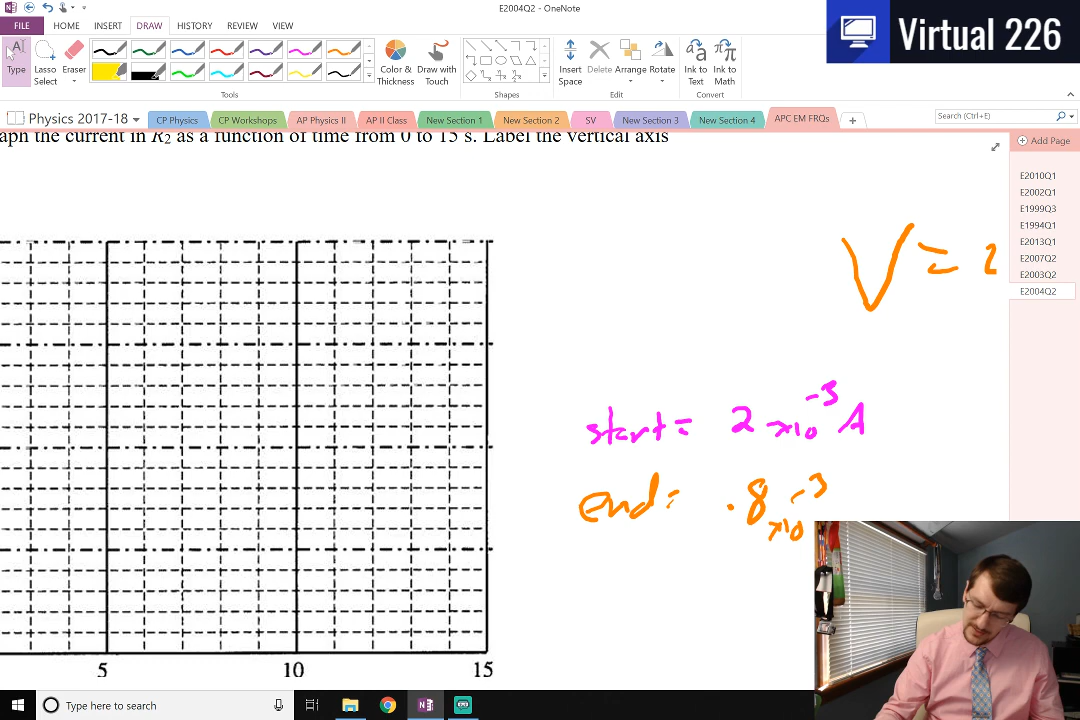 E2004Q2 - OneNote
FILE HOME INSERT DRAW HISTORY REVIEW VIEW
Virtual 226
Type Lasso Select Eraser Color & Thickness Draw with Touch Insert Space Delete Arrange Rotate Ink to Text Ink to Math
Tools Shapes Edit Convert
Physics 2017-18 CP Physics CP Workshops AP Physics II AP II Class New Section 1 New Section 2 SV New Section 3 New Section 4 APC EM FRQs Search (Ctrl+E)
aph the current in R2 as a function of time from 0 to 15 s. Label the vertical axis
Add Page
E2010Q1
E2002Q1
E1999Q3
E1994Q1
E2013Q1
E2007Q2
E2003Q2
E2004Q2
V = 2
start = 2 x10 -3 A
end = .8 x10 -3
5 10 15
Type here to search